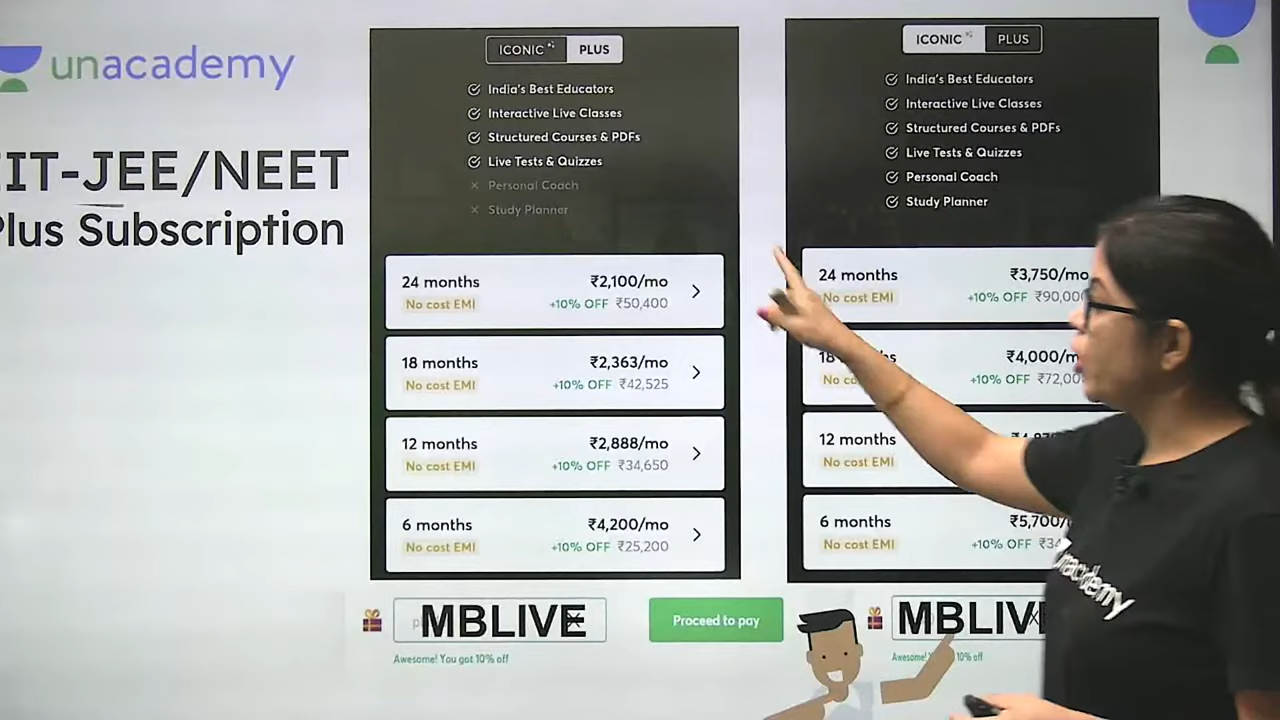 unacademy
IIT-JEE/NEET
Plus Subscription
ICONIC PLUS
India's Best Educators
Interactive Live Classes
Structured Courses & PDFs
Live Tests & Quizzes
Personal Coach
Study Planner
24 months ₹2,100/mo
No cost EMI +10% OFF ₹50,400
18 months ₹2,363/mo
No cost EMI +10% OFF ₹42,525
12 months ₹2,888/mo
No cost EMI +10% OFF ₹34,650
6 months ₹4,200/mo
No cost EMI +10% OFF ₹25,200
MBLIVE
Proceed to pay
Awesome! You got 10% off
ICONIC PLUS
India's Best Educators
Interactive Live Classes
Structured Courses & PDFs
Live Tests & Quizzes
Personal Coach
Study Planner
24 months ₹3,750/mo
No cost EMI +10% OFF ₹90,000
18 ₹4,000/m
No +10% OFF ₹72,00
12 months
No cost EMI
6 months ₹5,700/
No cost EMI +10% OFF
MBLIV
Awesome! 10% off
unacademy